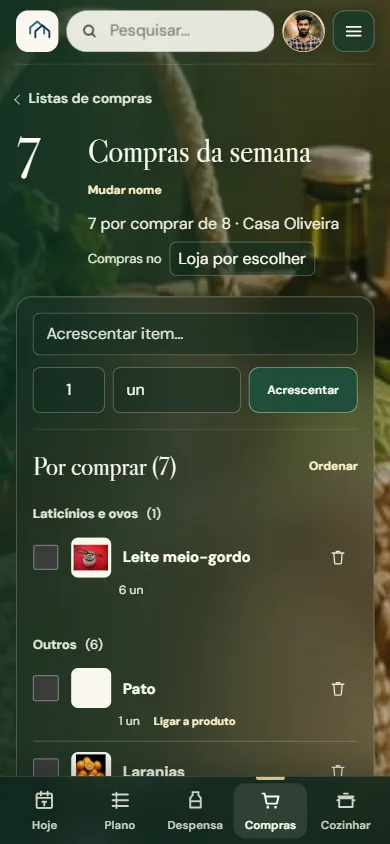 Pesquisar...
Listas de compras
7
Compras da semana
Mudar nome
7 por comprar de 8 · Casa Oliveira
Compras no Loja por escolher
Acrescentar item...
1 un Acrescentar
Por comprar (7) Ordenar
Laticínios e ovos (1)
Leite meio-gordo
6 un
Outros (6)
Pato
1 un Ligar a produto
Laranjas
Hoje Plano Despensa Compras Cozinhar